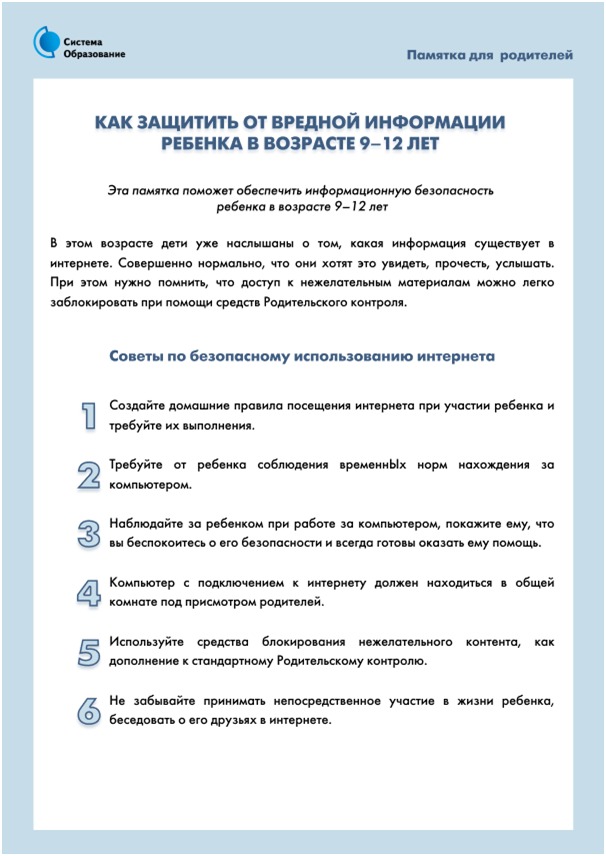 Система
Образование
Памятка для родителей
КАК ЗАЩИТИТЬ ОТ ВРЕДНОЙ ИНФОРМАЦИИ
РЕБЕНКА В ВОЗРАСТЕ 9–12 ЛЕТ
Эта памятка поможет обеспечить информационную безопасность
ребенка в возрасте 9–12 лет
В этом возрасте дети уже наслышаны о том, какая информация существует в
интернете. Совершенно нормально, что они хотят это увидеть, прочесть, услышать.
При этом нужно помнить, что доступ к нежелательным материалам можно легко
заблокировать при помощи средств Родительского контроля.
Советы по безопасному использованию интернета
1 Создайте домашние правила посещения интернета при участии ребенка и
требуйте их выполнения.
2 Требуйте от ребенка соблюдения временнЫх норм нахождения за
компьютером.
3 Наблюдайте за ребенком при работе за компьютером, покажите ему, что
вы беспокоитесь о его безопасности и всегда готовы оказать ему помощь.
4 Компьютер с подключением к интернету должен находиться в общей
комнате под присмотром родителей.
5 Используйте средства блокирования нежелательного контента, как
дополнение к стандартному Родительскому контролю.
6 Не забывайте принимать непосредственное участие в жизни ребенка,
беседовать о его друзьях в интернете.